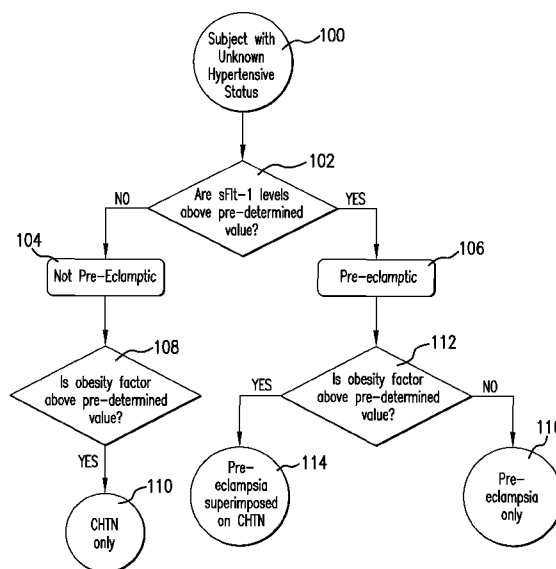 100
Subject with
Unknown
Hypertensive
Status
102
NO
Are sFlt-1 levels
above pre-determined
value?
YES
104
Not Pre-Eclamptic
106
Pre-eclamptic
108
Is obesity factor
above pre-determined
value?
YES
110
CHTN
only
112
YES
Is obesity factor
above pre-determined
value?
NO
114
Pre-
eclampsia
superimposed
on CHTN
116
Pre-
eclampsia
only